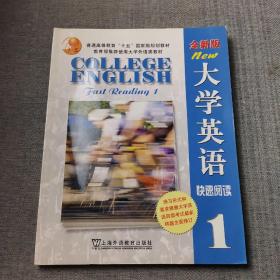 普通高等教育“十五”国家级规划教材
教育部推荐使用大学外语类教材
COLLEGE
ENGLISH
Fast Reading 1
全新版
New
大学英语
快速阅读
1
上海外语教育出版社